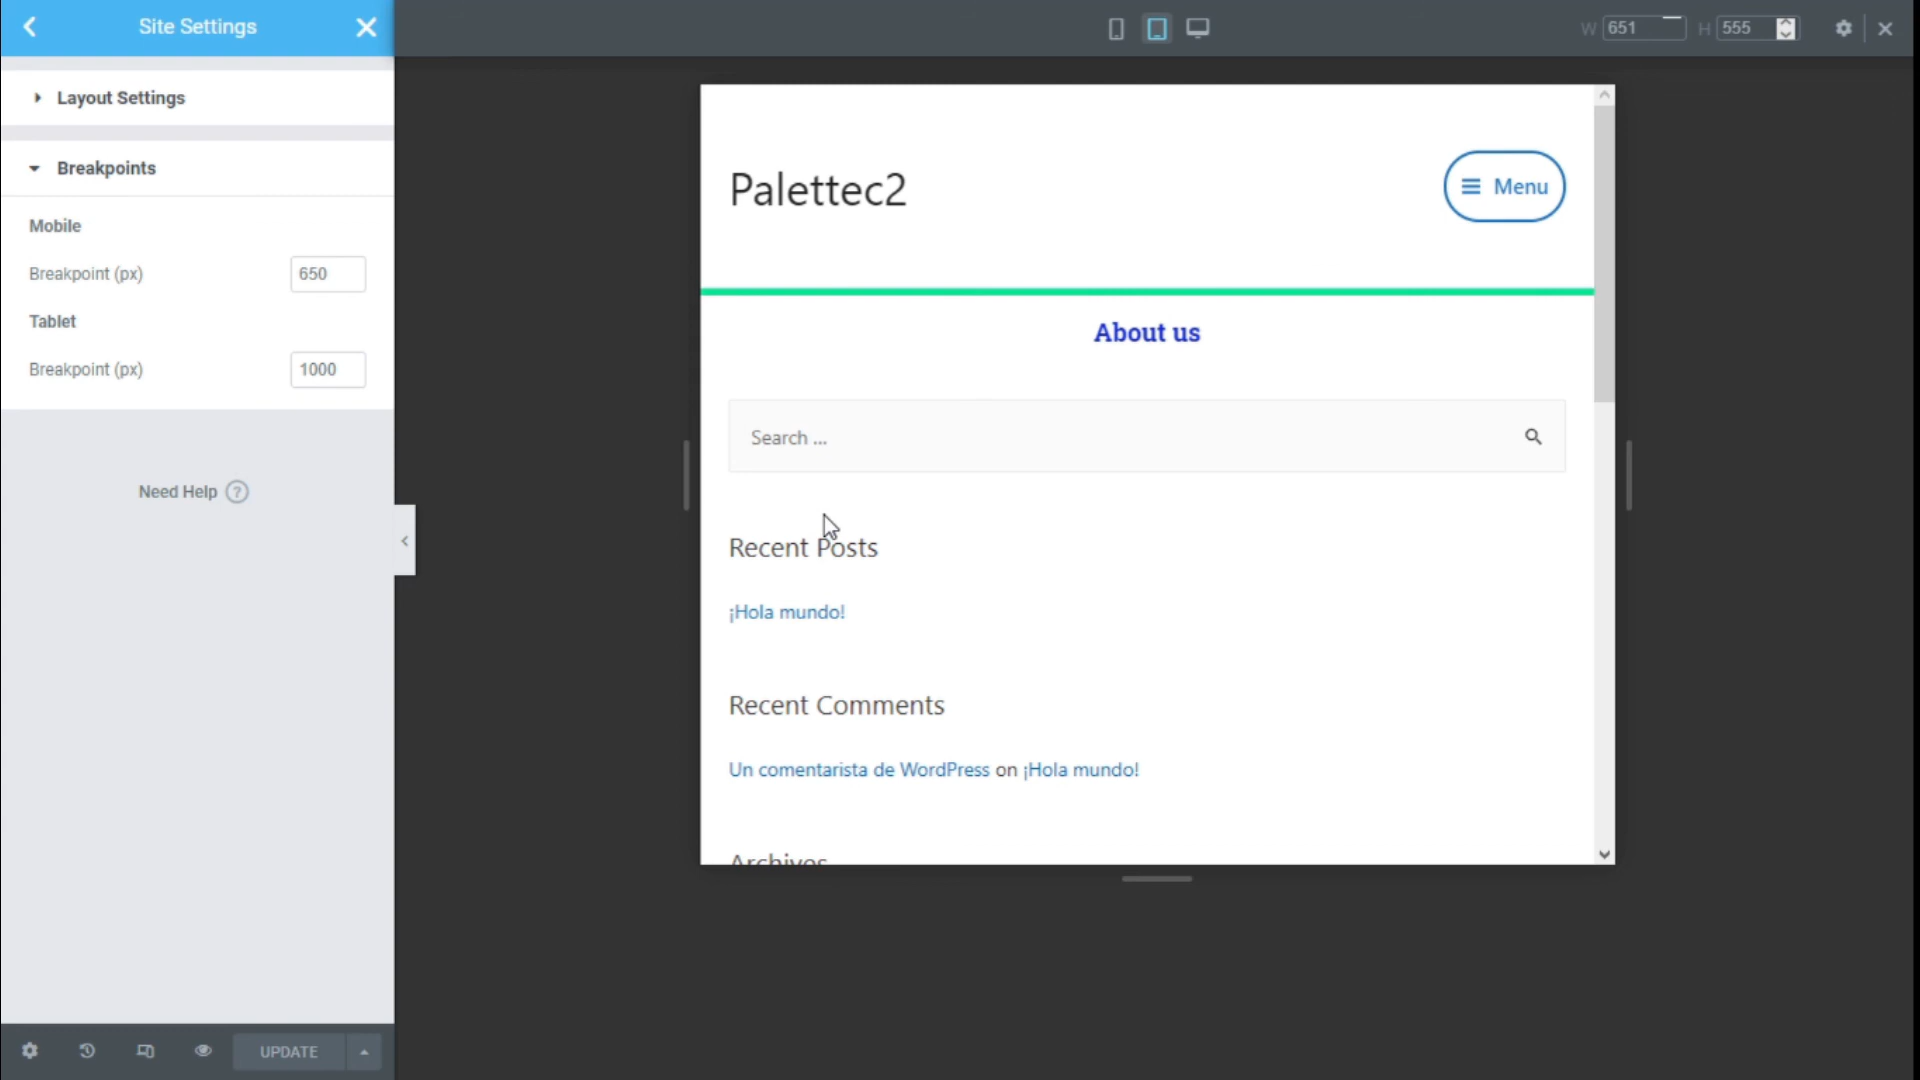 Site Settings
W 651 H 555
Layout Settings
Breakpoints
Mobile
Breakpoint (px) 650
Tablet
Breakpoint (px) 1000
Need Help ?
UPDATE
Palettec2
Menu
About us
Search ...
Recent Posts
¡Hola mundo!
Recent Comments
Un comentarista de WordPress on ¡Hola mundo!
Archives